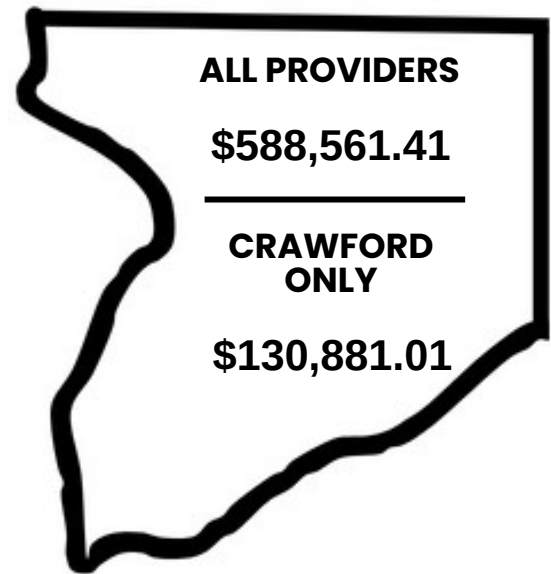 ALL PROVIDERS
$588,561.41
CRAWFORD
ONLY
$130,881.01